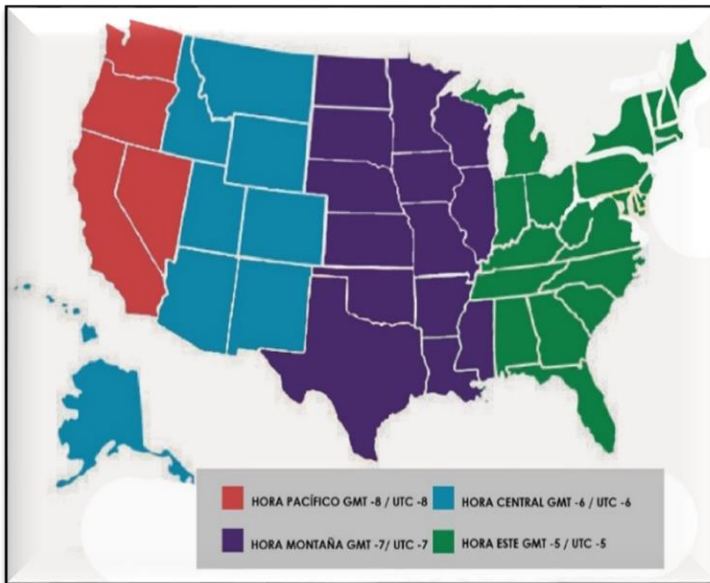 HORA PACÍFICO GMT -8 / UTC -8
HORA CENTRAL GMT -6 / UTC -6
HORA MONTAÑA GMT -7/ UTC -7
HORA ESTE GMT -5 / UTC -5